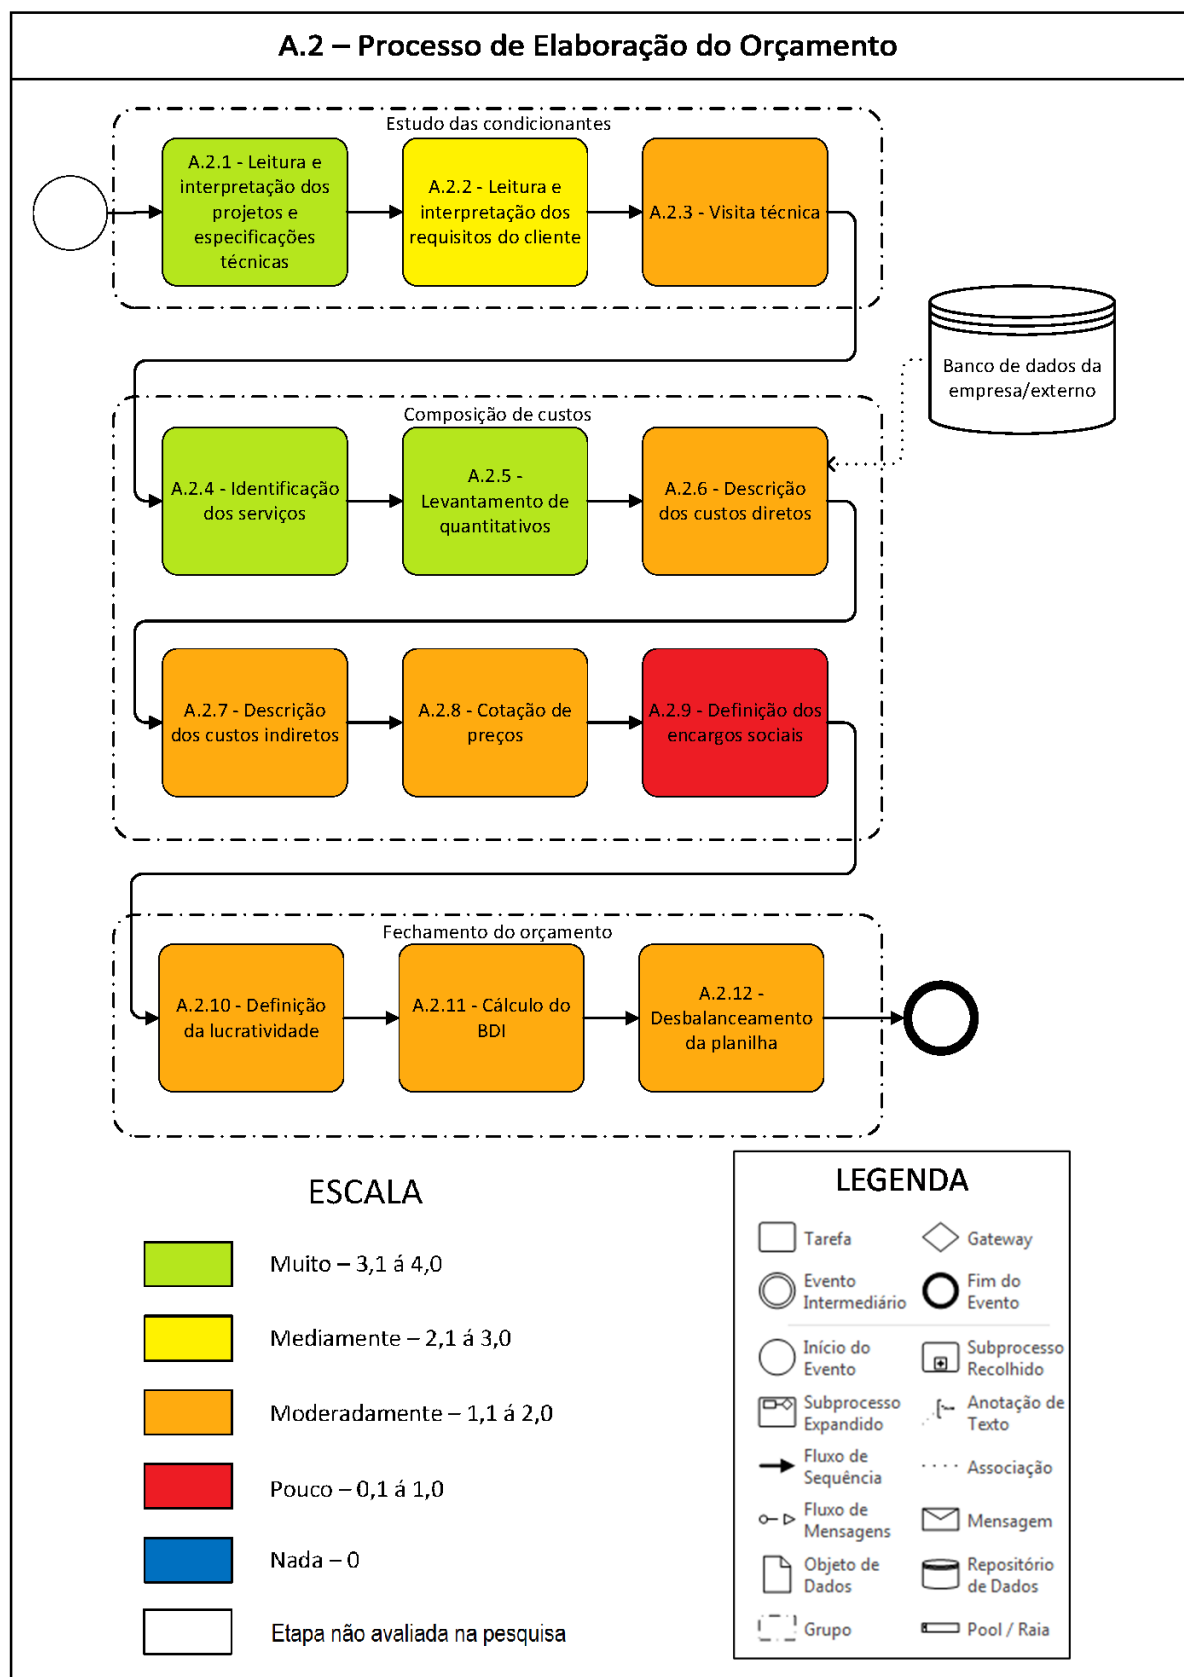 A.2 – Processo de Elaboração do Orçamento
Estudo das condicionantes
A.2.1 - Leitura e
interpretação dos
projetos e
especificações
técnicas
A.2.2 - Leitura e
interpretação dos
requisitos do cliente
A.2.3 - Visita técnica
Banco de dados da
empresa/externo
Composição de custos
A.2.4 - Identificação
dos serviços
A.2.5 -
Levantamento de
quantitativos
A.2.6 - Descrição
dos custos diretos
A.2.7 - Descrição
dos custos indiretos
A.2.8 - Cotação de
preços
A.2.9 - Definição dos
encargos sociais
Fechamento do orçamento
A.2.10 - Definição
da lucratividade
A.2.11 - Cálculo do
BDI
A.2.12 -
Desbalanceamento
da planilha
ESCALA
Muito – 3,1 á 4,0
Mediamente – 2,1 á 3,0
Moderadamente – 1,1 á 2,0
Pouco – 0,1 á 1,0
Nada – 0
Etapa não avaliada na pesquisa
LEGENDA
Tarefa
Gateway
Evento
Intermediário
Fim do
Evento
Início do
Evento
Subprocesso
Recolhido
Subprocesso
Expandido
Anotação de
Texto
Fluxo de
Sequência
Associação
Fluxo de
Mensagens
Mensagem
Objeto de
Dados
Repositório
de Dados
Grupo
Pool / Raia